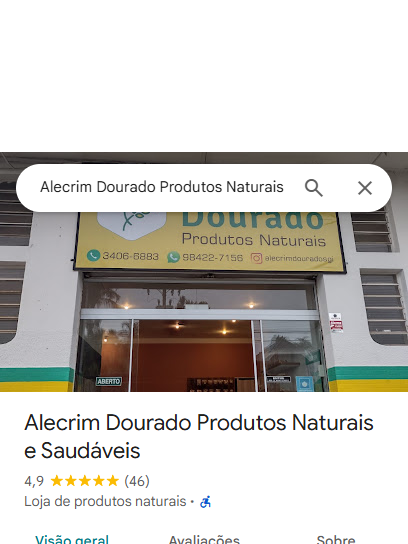 Alecrim Dourado Produtos Naturais
Dourado
Produtos Naturais
3406-6883 98422-7156 alecrimdouradosgi
ABERTO
Alecrim Dourado Produtos Naturais
e Saudáveis
4,9 (46)
Loja de produtos naturais ·
Visão geral Avaliações Sobre